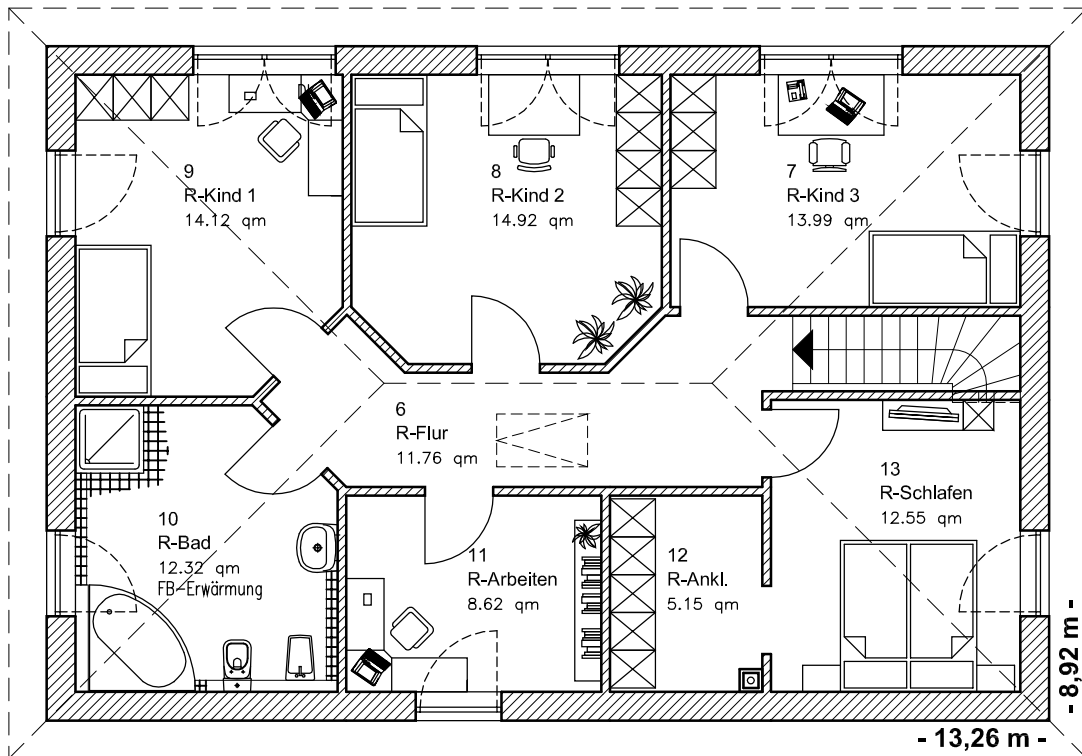 9
R-Kind 1
14.12 qm
8
R-Kind 2
14.92 qm
7
R-Kind 3
13.99 qm
6
R-Flur
11.76 qm
13
R-Schlafen
12.55 qm
10
R-Bad
12.32 qm
FB-Erwärmung
11
R-Arbeiten
8.62 qm
12
R-Ankl.
5.15 qm
- 8,92 m -
- 13,26 m -